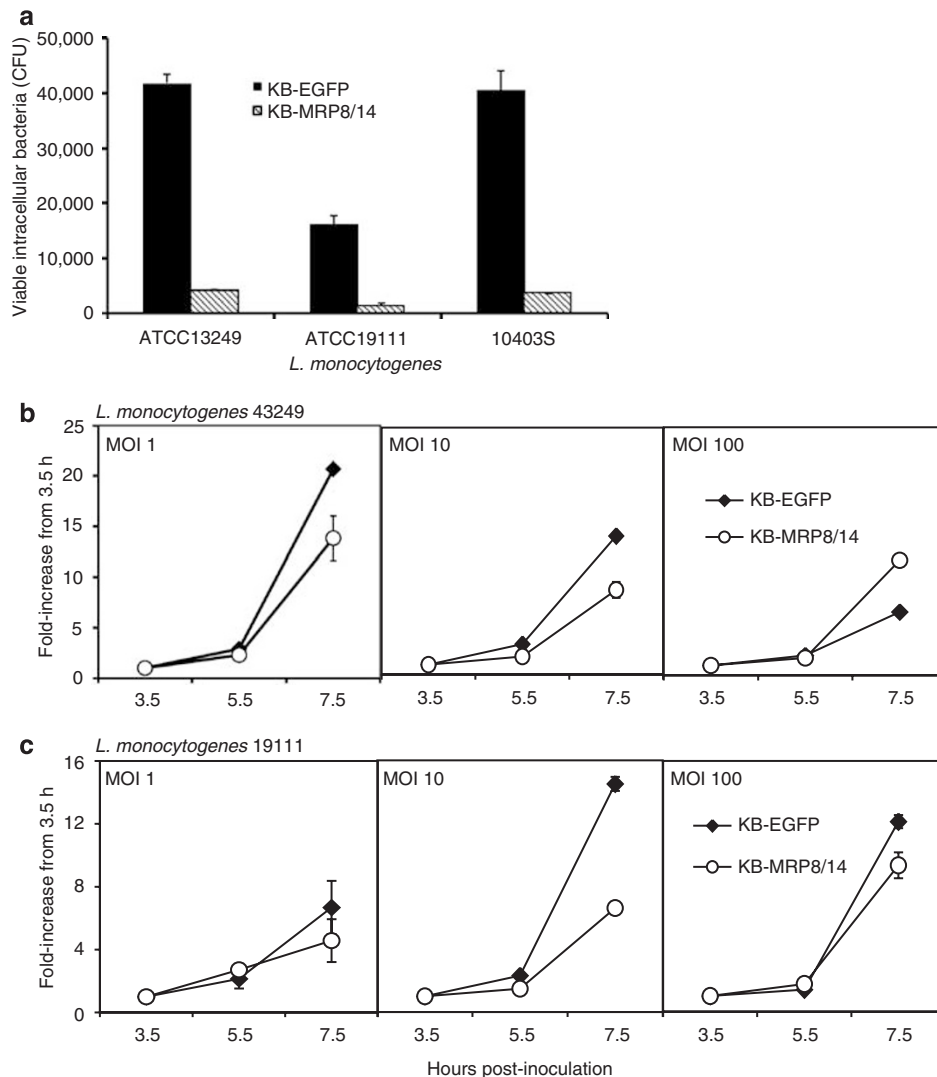 a
50,000
40,000
30,000
20,000
10,000
0
Viable intracellular bacteria (CFU)
KB-EGFP
KB-MRP8/14
ATCC13249 ATCC19111 10403S
L. monocytogenes
b
L. monocytogenes 43249
25
20
15
10
5
0
Fold-increase from 3.5 h
MOI 1 MOI 10 MOI 100
KB-EGFP
KB-MRP8/14
3.5 5.5 7.5 3.5 5.5 7.5 3.5 5.5 7.5
c
L. monocytogenes 19111
16
12
8
4
0
Fold-increase from 3.5 h
MOI 1 MOI 10 MOI 100
KB-EGFP
KB-MRP8/14
3.5 5.5 7.5 3.5 5.5 7.5 3.5 5.5 7.5
Hours post-inoculation